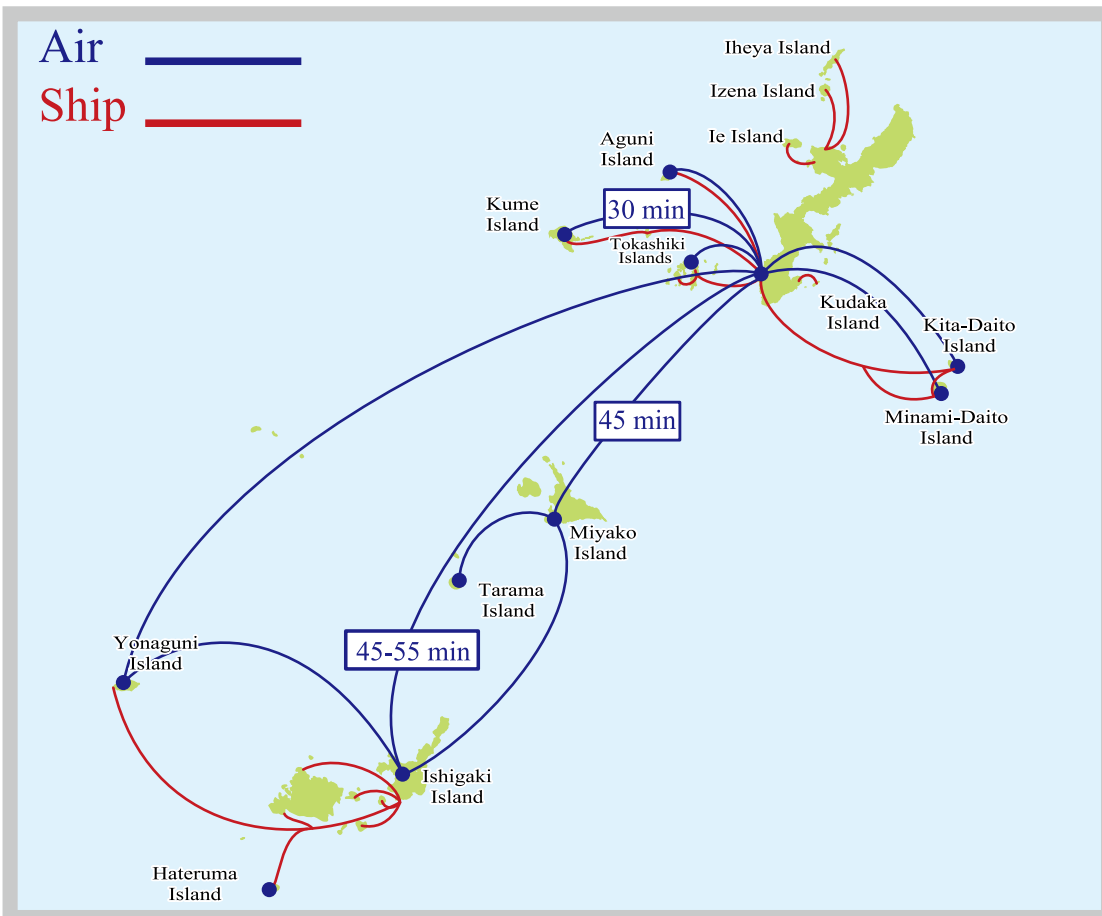 Air
Ship
Iheya Island
Izena Island
Ie Island
Aguni
Island
Kume
Island
30 min
Tokashiki
Islands
Kudaka
Island
Kita-Daito
Island
Minami-Daito
Island
45 min
Miyako
Island
Tarama
Island
Yonaguni
Island
45-55 min
Ishigaki
Island
Hateruma
Island